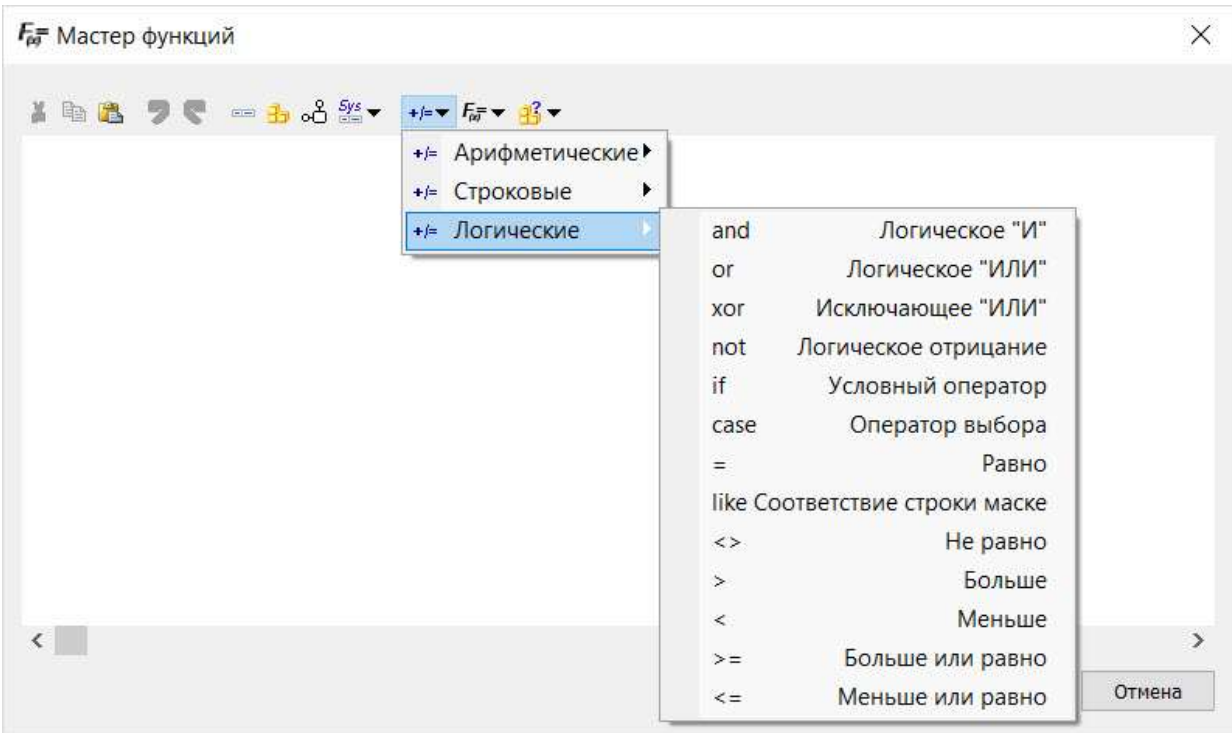 F(x)= Мастер функций
Sys +/= F(x)= ?
+/= Арифметические
+/= Строковые
+/= Логические
and Логическое "И"
or Логическое "ИЛИ"
xor Исключающее "ИЛИ"
not Логическое отрицание
if Условный оператор
case Оператор выбора
= Равно
like Соответствие строки маске
<> Не равно
> Больше
< Меньше
>= Больше или равно
<= Меньше или равно
Отмена